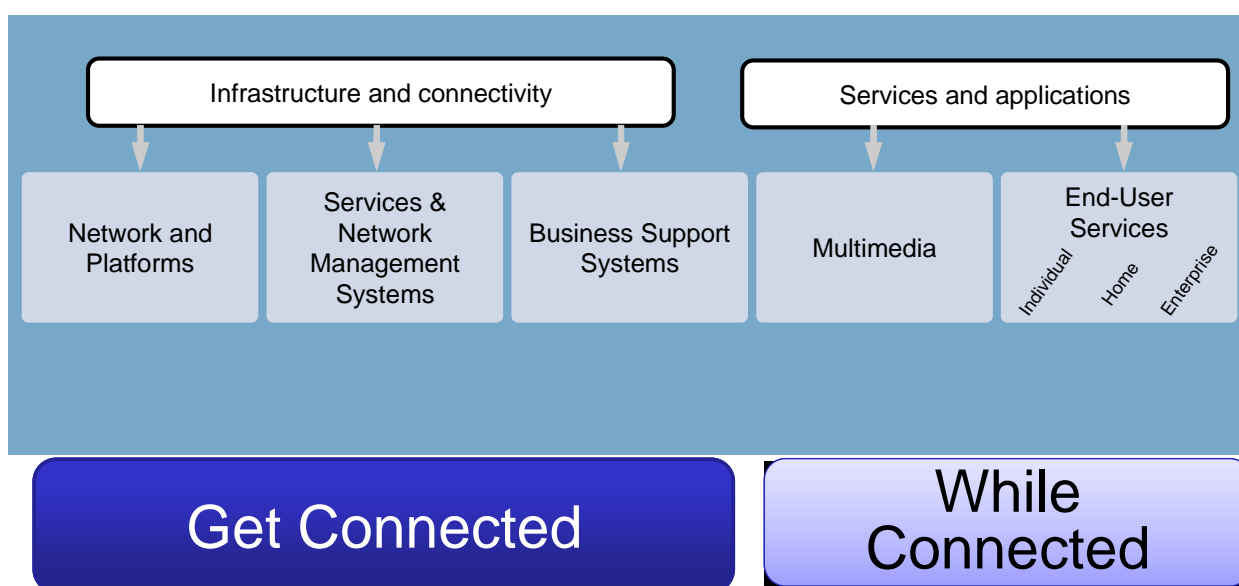 Infrastructure and connectivity
Services and applications
Network and
Platforms
Services &
Network
Management
Systems
Business Support
Systems
Multimedia
End-User
Services
Individual
Home
Enterprise
Get Connected
While
Connected